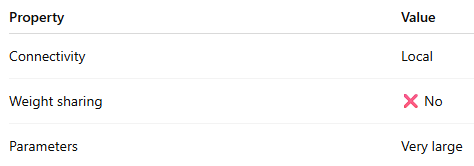 Property Value
Connectivity Local
Weight sharing ❌ No
Parameters Very large